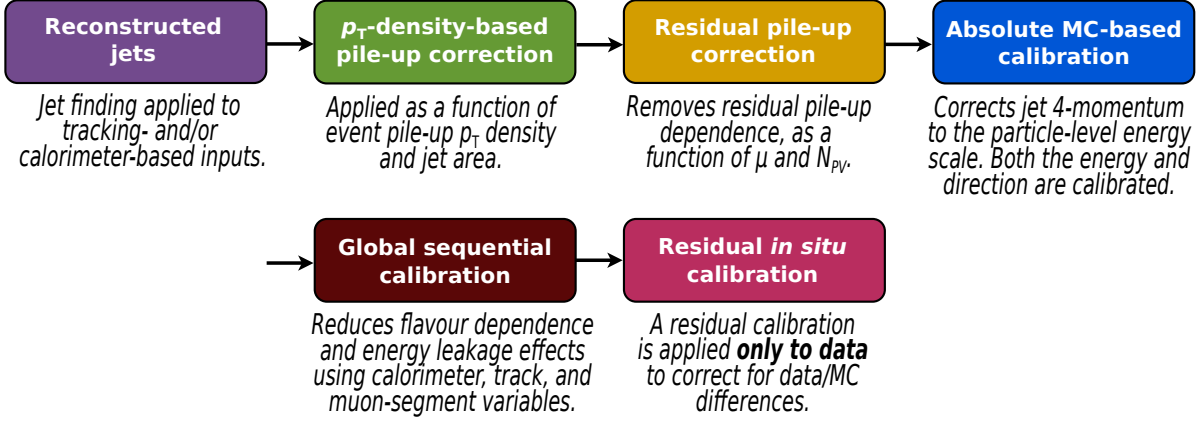 Reconstructed
jets
Jet finding applied to
tracking- and/or
calorimeter-based inputs.
pT-density-based
pile-up correction
Applied as a function of
event pile-up pT density
and jet area.
Residual pile-up
correction
Removes residual pile-up
dependence, as a
function of µ and NPV.
Absolute MC-based
calibration
Corrects jet 4-momentum
to the particle-level energy
scale. Both the energy and
direction are calibrated.
Global sequential
calibration
Reduces flavour dependence
and energy leakage effects
using calorimeter, track, and
muon-segment variables.
Residual in situ
calibration
A residual calibration
is applied only to data
to correct for data/MC
differences.